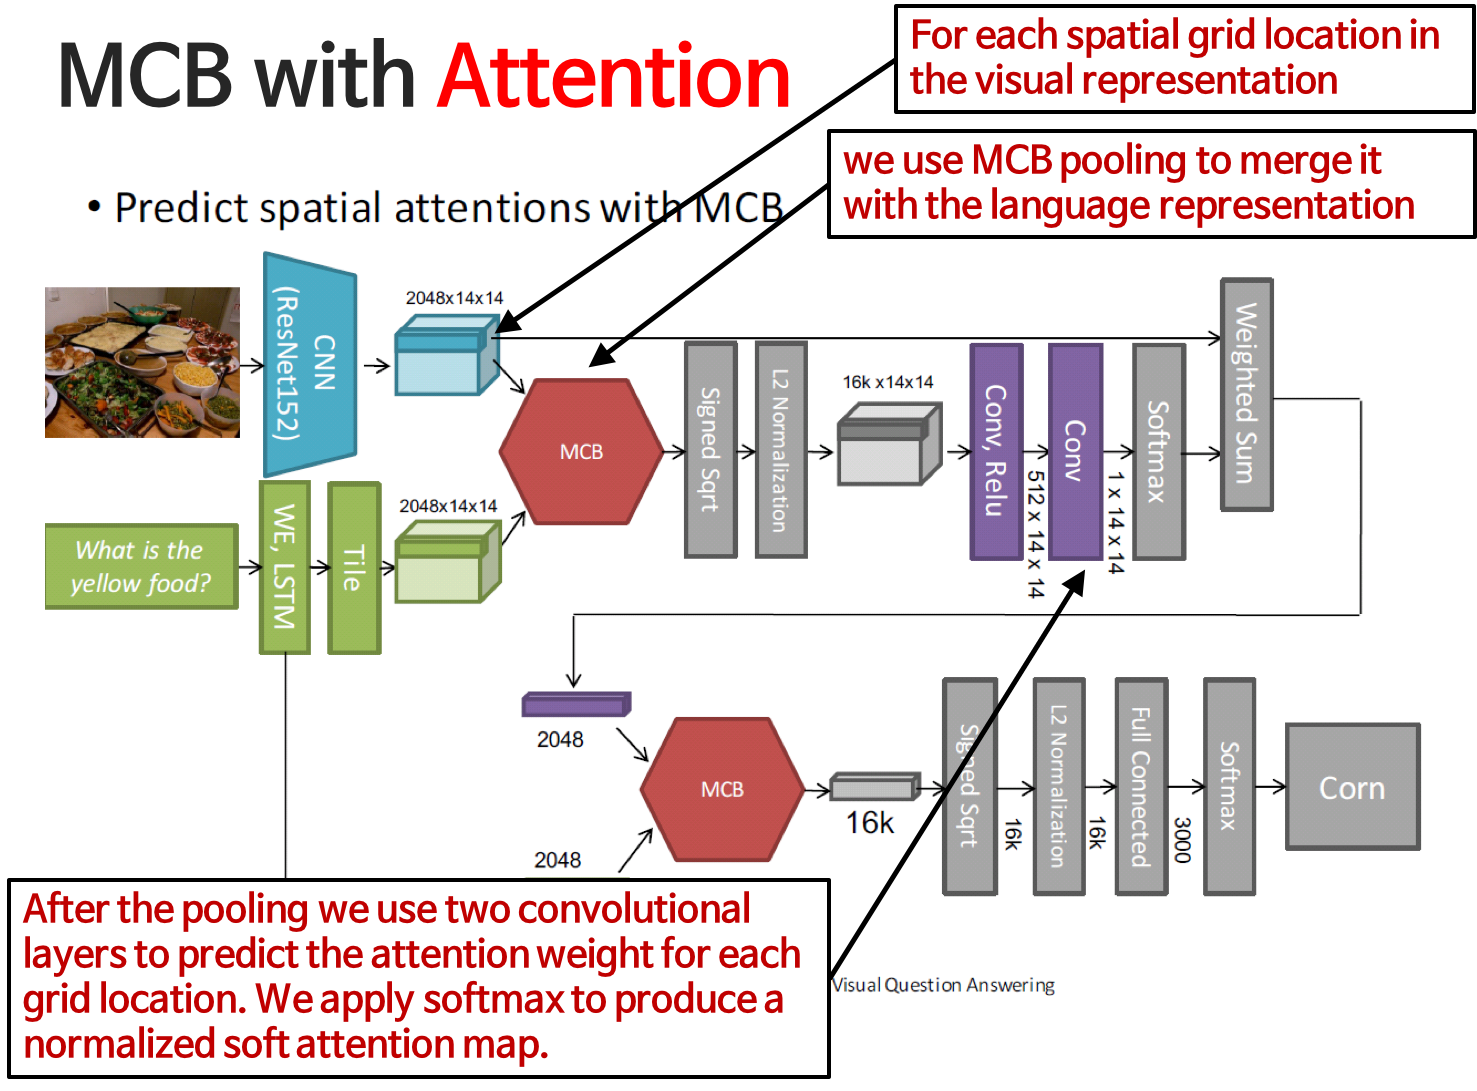 MCB with Attention
For each spatial grid location in
the visual representation
we use MCB pooling to merge it
with the language representation
• Predict spatial attentions with MCB
CNN
(ResNet152)
2048x14x14
What is the
yellow food?
WE, LSTM
Tile
2048x14x14
MCB
Signed Sqrt
L2 Normalization
16k x14x14
Conv, Relu
512 x 14 x 14
Conv
1 x 14 x 14
Softmax
Weighted Sum
2048
2048
MCB
16k
Signed Sqrt
16k
L2 Normalization
16k
Full Connected
3000
Softmax
Corn
After the pooling we use two convolutional
layers to predict the attention weight for each
grid location. We apply softmax to produce a
normalized soft attention map.
Visual Question Answering